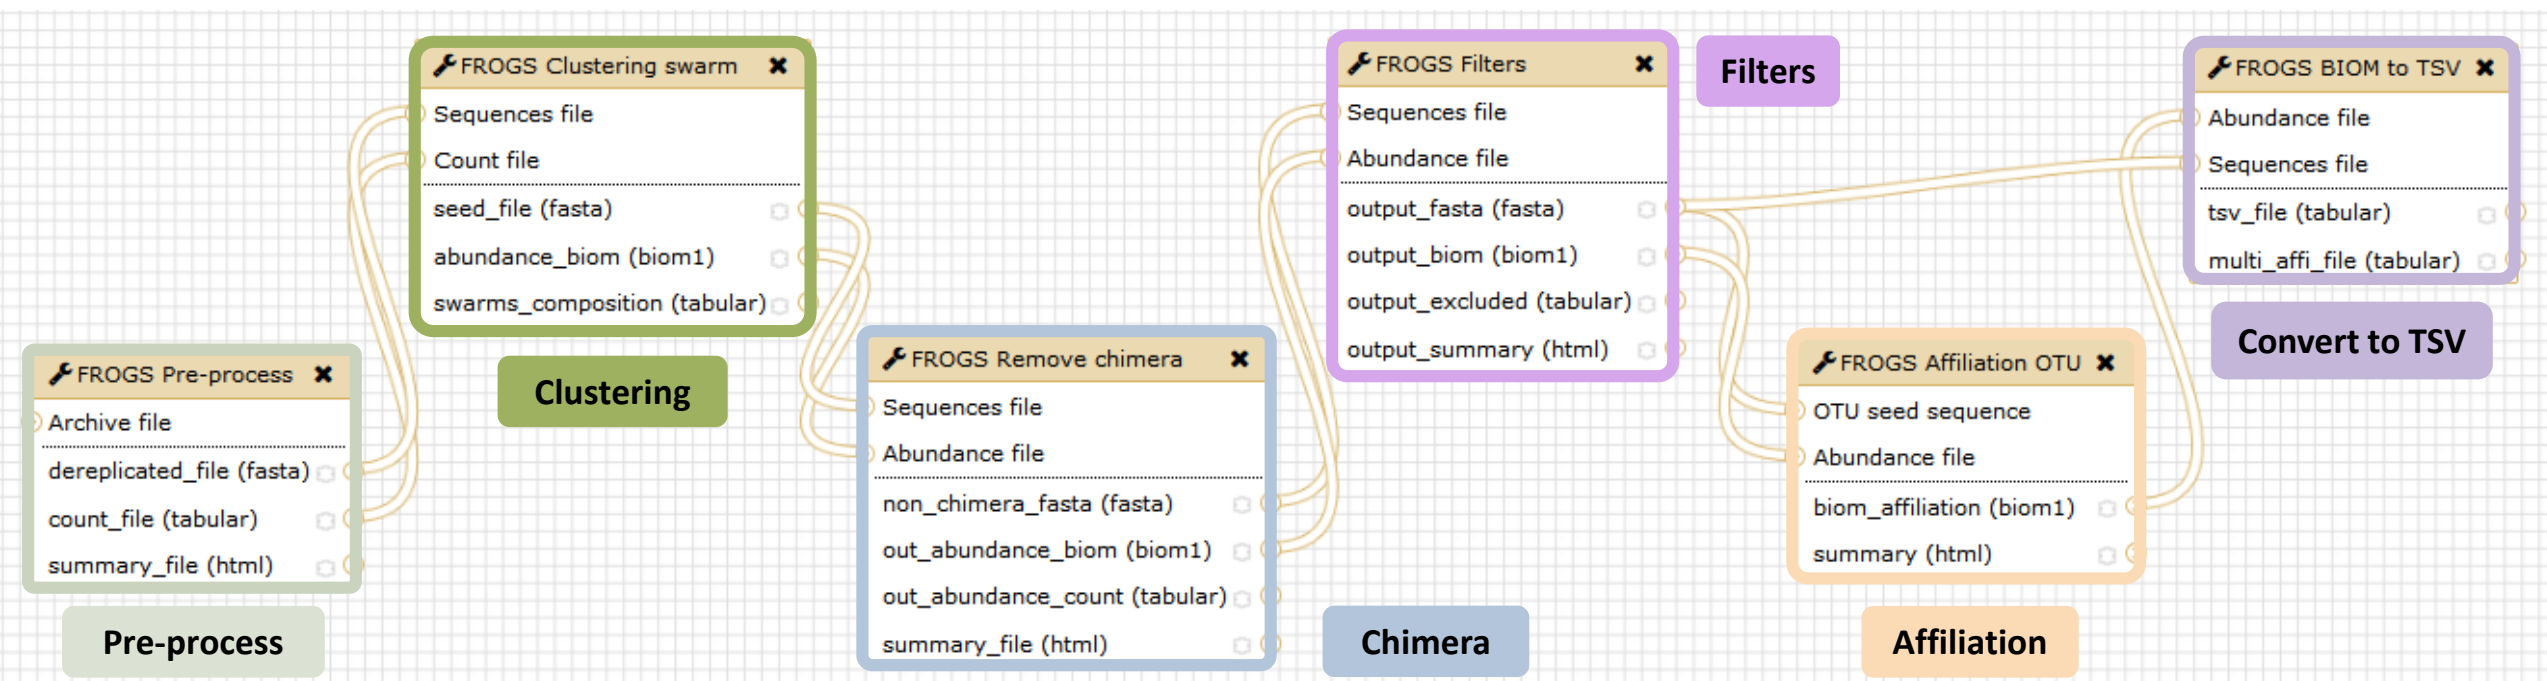 FROGS Pre-process
Archive file
dereplicated_file (fasta)
count_file (tabular)
summary_file (html)
Pre-process
FROGS Clustering swarm
Sequences file
Count file
seed_file (fasta)
abundance_biom (biom1)
swarms_composition (tabular)
Clustering
FROGS Remove chimera
Sequences file
Abundance file
non_chimera_fasta (fasta)
out_abundance_biom (biom1)
out_abundance_count (tabular)
summary_file (html)
Chimera
FROGS Filters
Sequences file
Abundance file
output_fasta (fasta)
output_biom (biom1)
output_excluded (tabular)
output_summary (html)
Filters
FROGS Affiliation OTU
OTU seed sequence
Abundance file
biom_affiliation (biom1)
summary (html)
Affiliation
FROGS BIOM to TSV
Abundance file
Sequences file
tsv_file (tabular)
multi_affi_file (tabular)
Convert to TSV